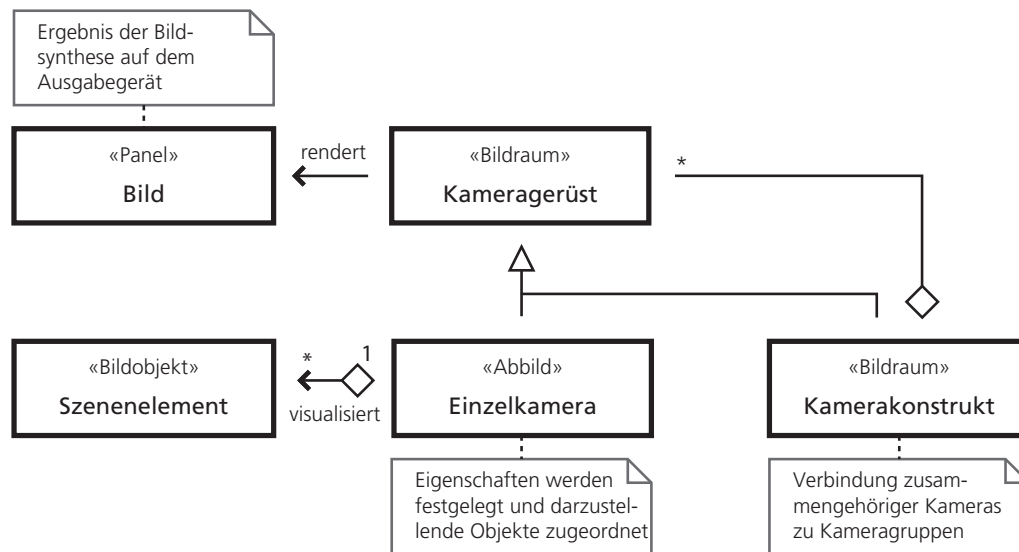 Ergebnis der Bild-
synthese auf dem
Ausgabegerät
«Panel»
Bild
rendert
«Bildraum»
Kameragerüst
*
«Bildobjekt»
Szenenelement
*
1
visualisiert
«Abbild»
Einzelkamera
«Bildraum»
Kamerakonstrukt
Eigenschaften werden
festgelegt und darzustel-
lende Objekte zugeordnet
Verbindung zusam-
mengehöriger Kameras
zu Kameragruppen